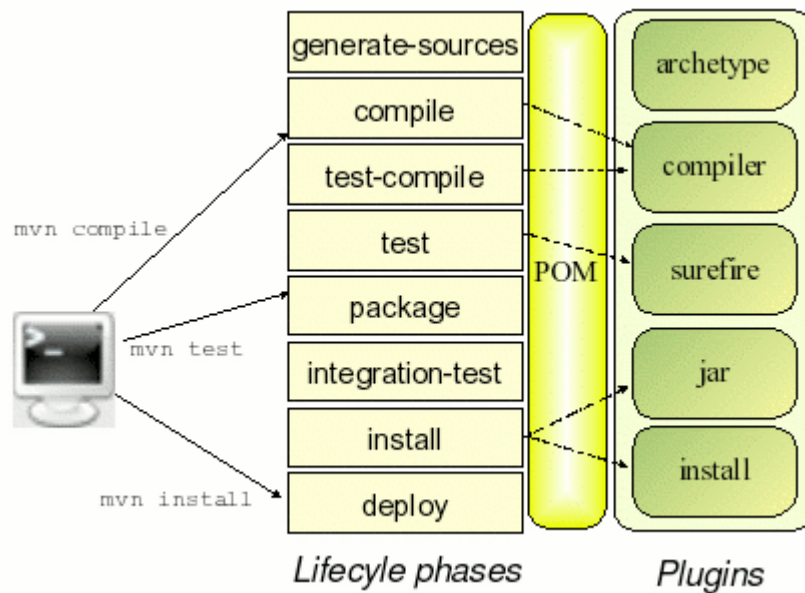 generate-sources
compile
test-compile
test
package
integration-test
install
deploy
Lifecyle phases
mvn compile
mvn test
mvn install
>_
POM
archetype
compiler
surefire
jar
install
Plugins